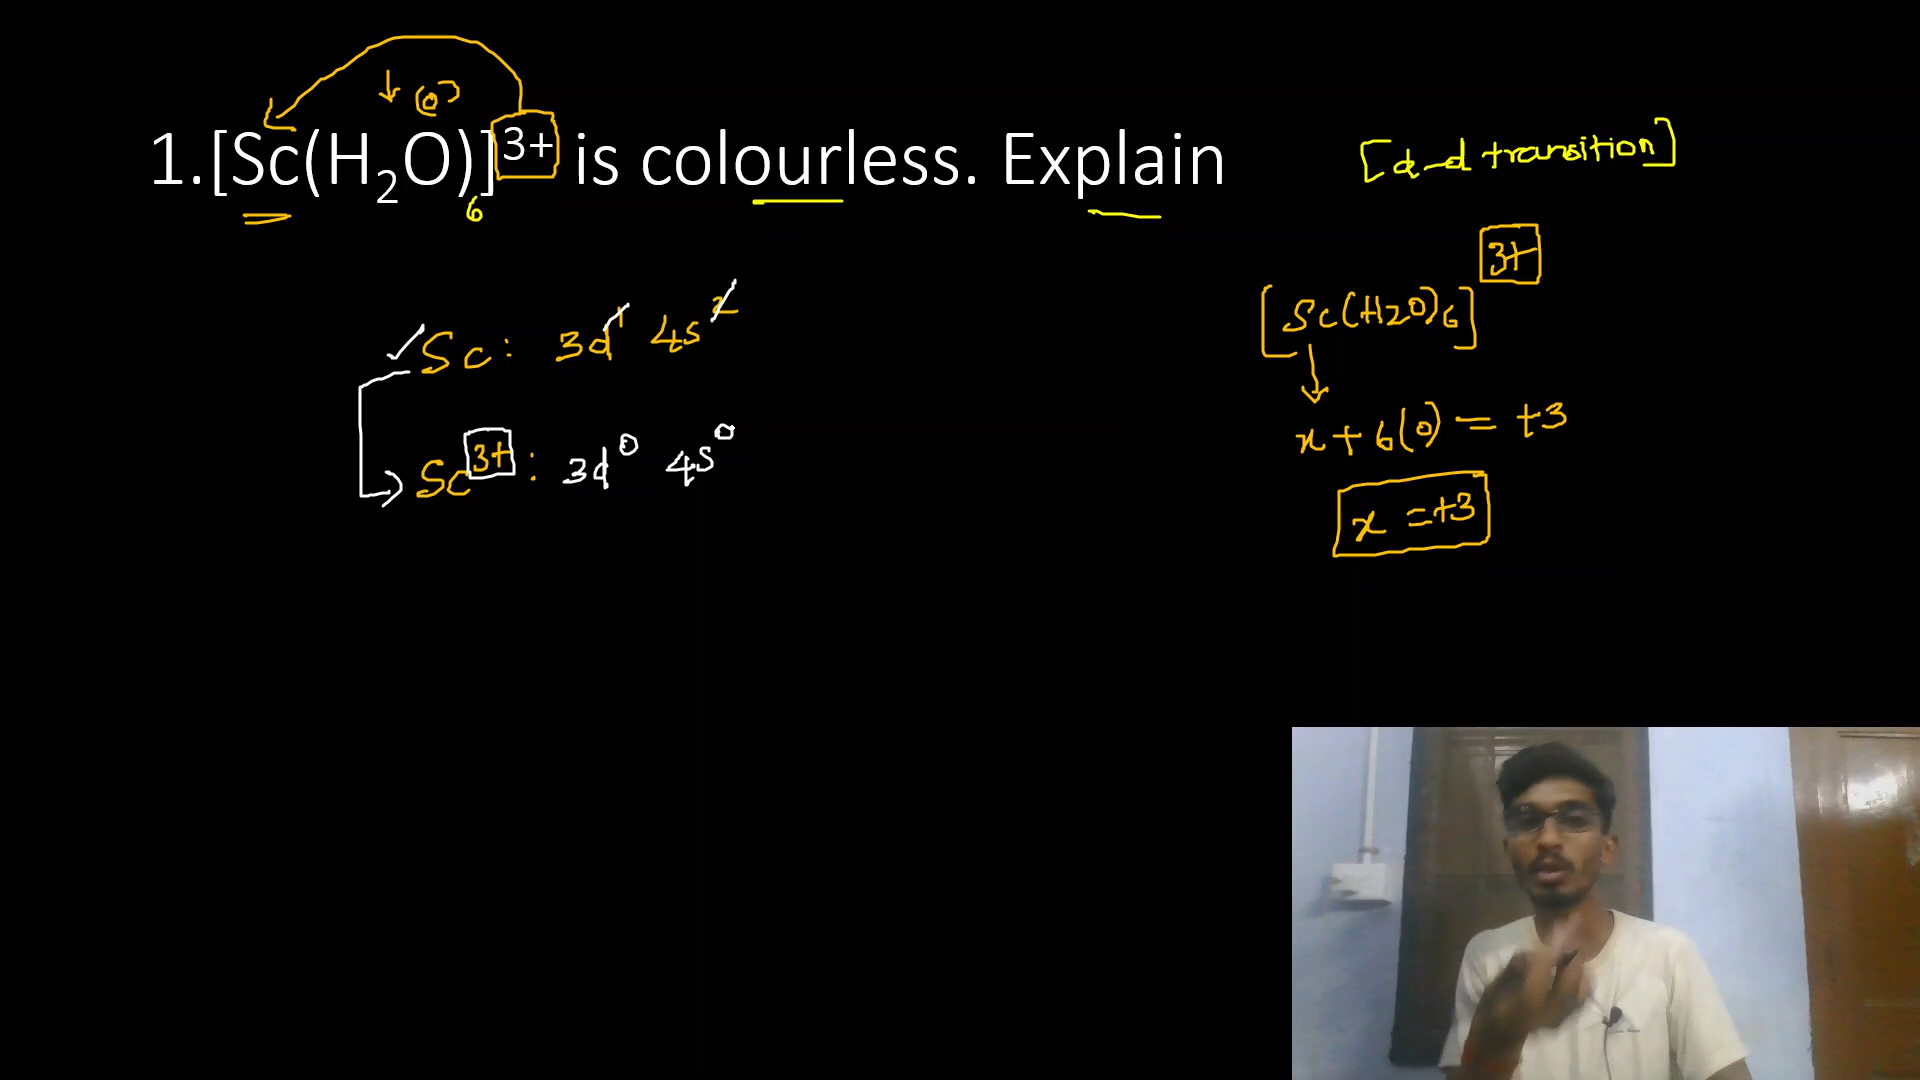 ↓ (0)
1.[Sc(H₂O)₆]³⁺ is colourless. Explain
[d-d transition]
✓Sc: 3d¹ 4s²
Sc³⁺: 3d⁰ 4s⁰
[Sc(H₂O)₆]³⁺
↓
x + 6(0) = +3
x = +3